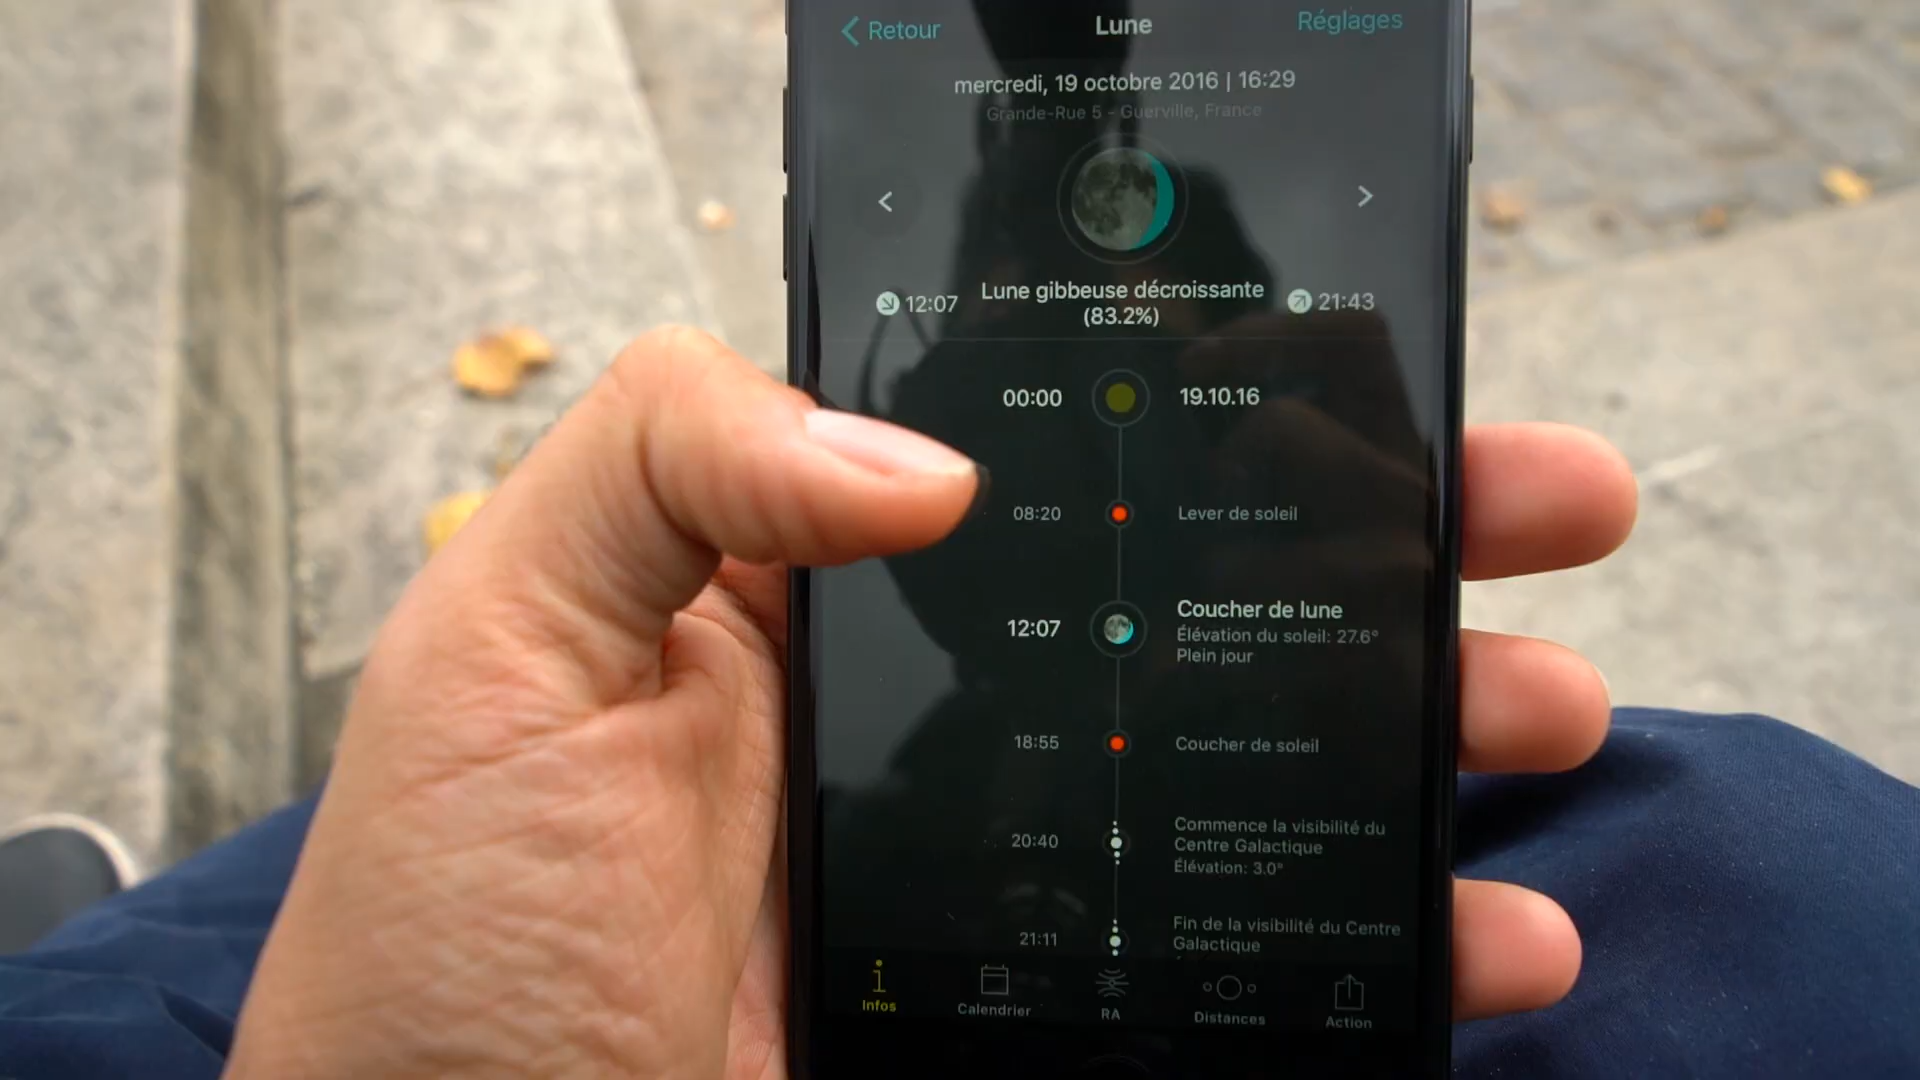 Retour
Lune
Réglages
mercredi, 19 octobre 2016 | 16:29
Grande-Rue 5 - Guerville, France
<
>
12:07
Lune gibbeuse décroissante
(83.2%)
21:43
00:00
19.10.16
08:20
Lever de soleil
12:07
Coucher de lune
Élévation du soleil: 27.6°
Plein jour
18:55
Coucher de soleil
20:40
Commence la visibilité du
Centre Galactique
Élévation: 3.0°
21:11
Fin de la visibilité du Centre
Galactique
Infos
Calendrier
RA
Distances
Action